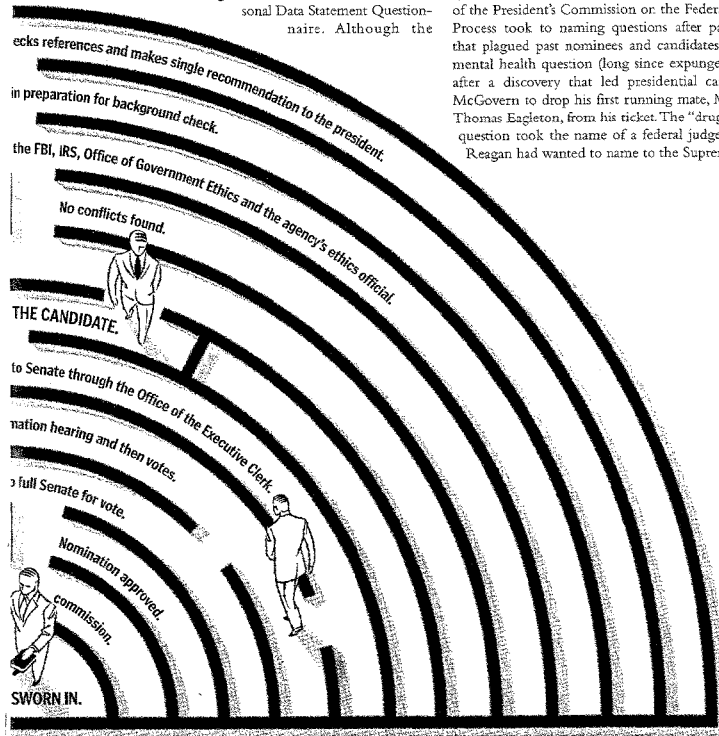 sonal Data Statement Question-
naire. Although the
of the President's Commission on the Feder
Process took to naming questions after pa
that plagued past nominees and candidates
mental health question (long since expunge
after a discovery that led presidential ca
McGovern to drop his first running mate, M
Thomas Eagleton, from his ticket. The "drug
question took the name of a federal judge
Reagan had wanted to name to the Suprem
ecks references and makes single recommendation to the president.
in preparation for background check.
the FBI, IRS, Office of Government Ethics and the agency's ethics official.
No conflicts found.
THE CANDIDATE.
to Senate through the Office of the Executive Clerk.
nation hearing and then votes.
o full Senate for vote.
Nomination approved.
commission.
SWORN IN.